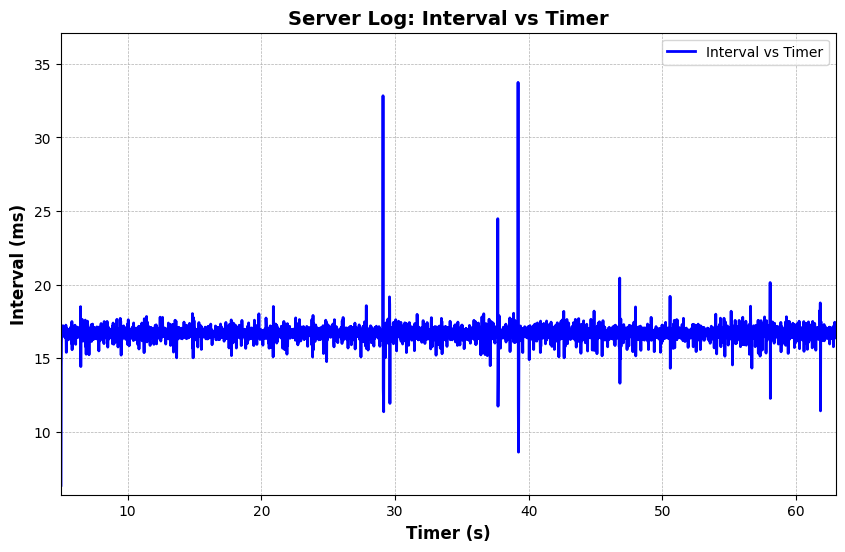 Server Log: Interval vs Timer
Interval vs Timer
35
30
25
20
15
10
Interval (ms)
10 20 30 40 50 60
Timer (s)